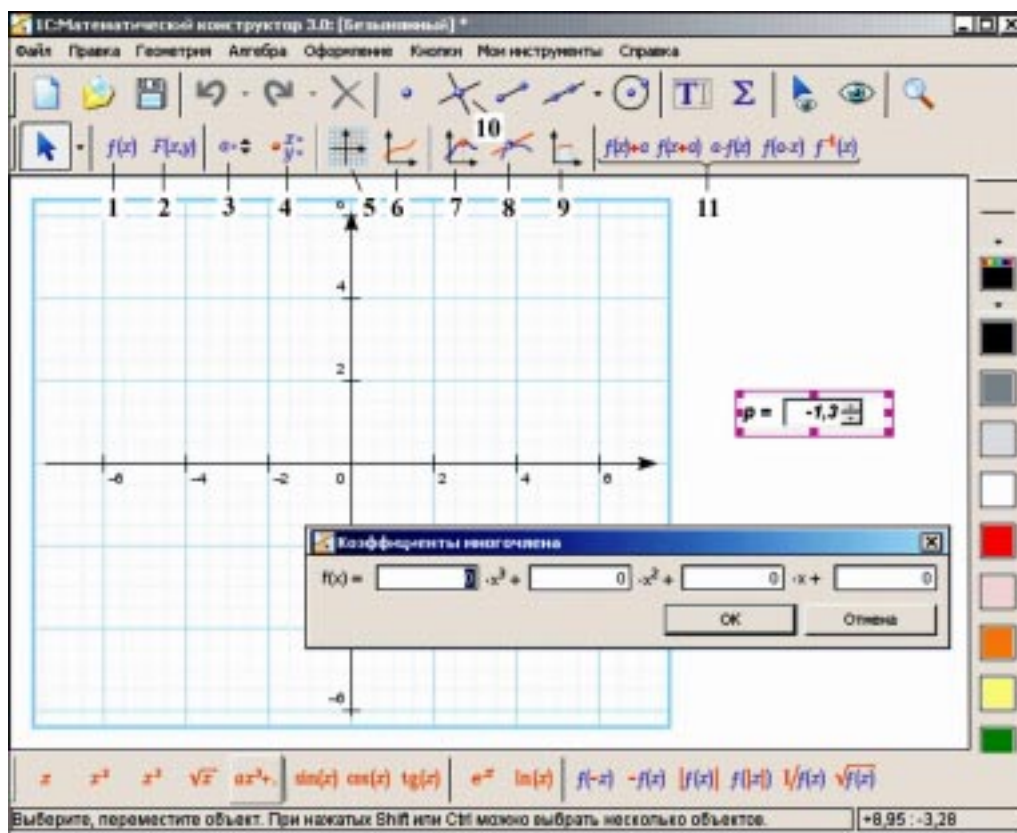 1С:Математический конструктор 3.0: [Безымянный] *
Файл Правка Геометрия Алгебра Оформление Кнопки Мои инструменты Справка
T Σ
10
f(x) F(x,y) a= x= y= f(x)+a f(x+a) a·f(x) f(a·x) f⁻¹(x)
1 2 3 4 5 6 7 8 9 11
4
2
p = -1,3
-6 -4 -2 0 2 4 6
Коэффициенты многочлена
f(x) = 0 ·x³ + 0 ·x² + 0 ·x + 0
OK Отмена
-6
x x² x³ √x ax³+. sin(x) cos(x) tg(x) eˣ ln(x) f(-x) -f(x) |f(x)| f(|x|) 1/f(x) √f(x)
Выберите, переместите объект. При нажатых Shift или Ctrl можно выбрать несколько объектов. +8,95 : -3,28